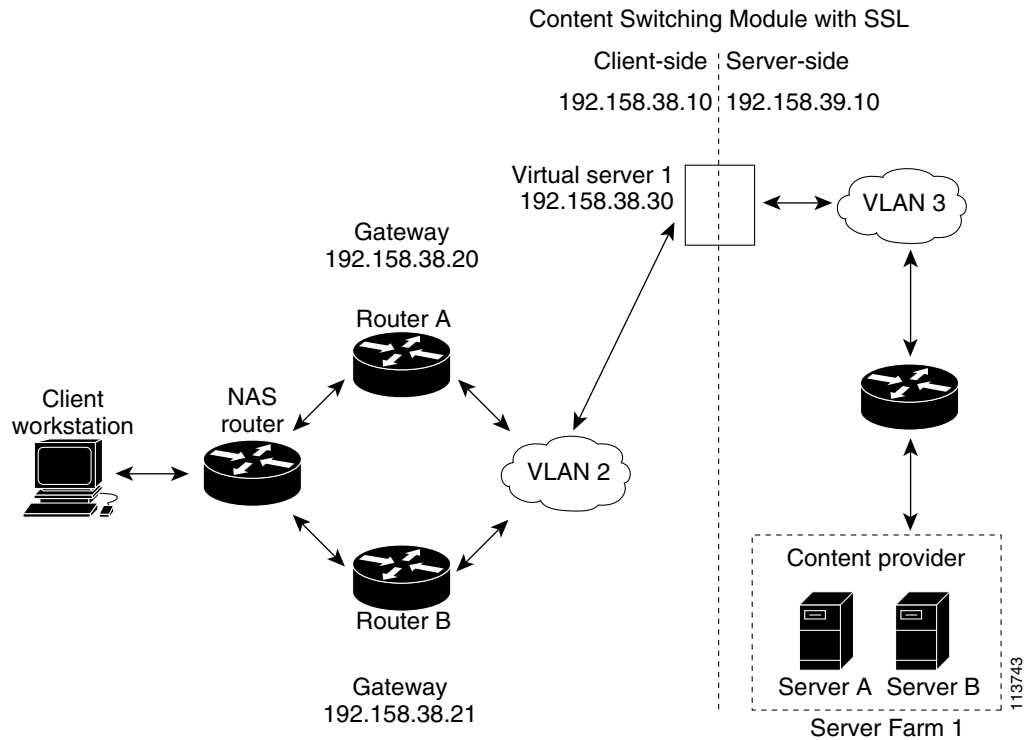 Content Switching Module with SSL
Client-side
Server-side
192.158.38.10
192.158.39.10
Virtual server 1
192.158.38.30
VLAN 3
Gateway
192.158.38.20
Router A
Client
workstation
NAS
router
VLAN 2
Router B
Gateway
192.158.38.21
Content provider
Server A
Server B
Server Farm 1
113743